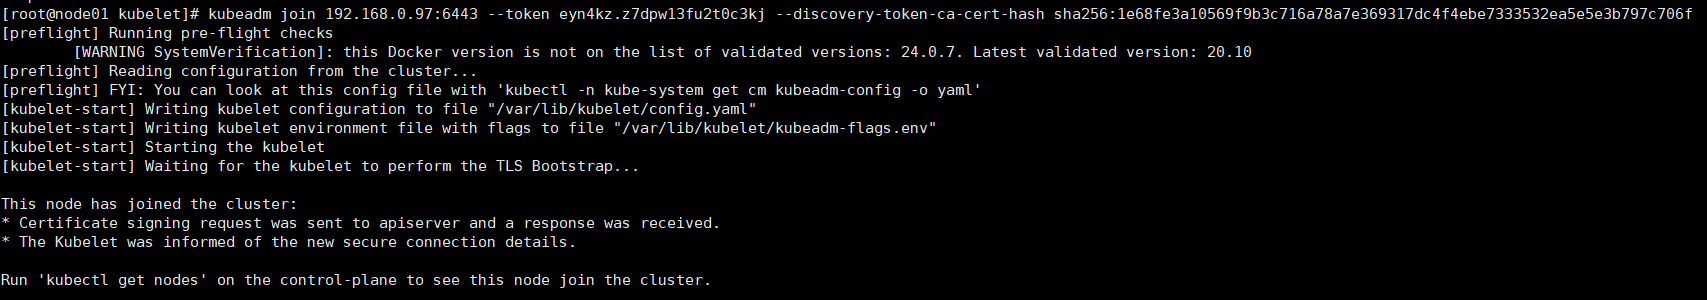 [root@node01 kubelet]# kubeadm join 192.168.0.97:6443 --token eyn4kz.z7dpw13fu2t0c3kj --discovery-token-ca-cert-hash sha256:1e68fe3a10569f9b3c716a78a7e369317dc4f4ebe7333532ea5e5e3b797c706f
[preflight] Running pre-flight checks
        [WARNING SystemVerification]: this Docker version is not on the list of validated versions: 24.0.7. Latest validated version: 20.10
[preflight] Reading configuration from the cluster...
[preflight] FYI: You can look at this config file with 'kubectl -n kube-system get cm kubeadm-config -o yaml'
[kubelet-start] Writing kubelet configuration to file "/var/lib/kubelet/config.yaml"
[kubelet-start] Writing kubelet environment file with flags to file "/var/lib/kubelet/kubeadm-flags.env"
[kubelet-start] Starting the kubelet
[kubelet-start] Waiting for the kubelet to perform the TLS Bootstrap...

This node has joined the cluster:
* Certificate signing request was sent to apiserver and a response was received.
* The Kubelet was informed of the new secure connection details.

Run 'kubectl get nodes' on the control-plane to see this node join the cluster.